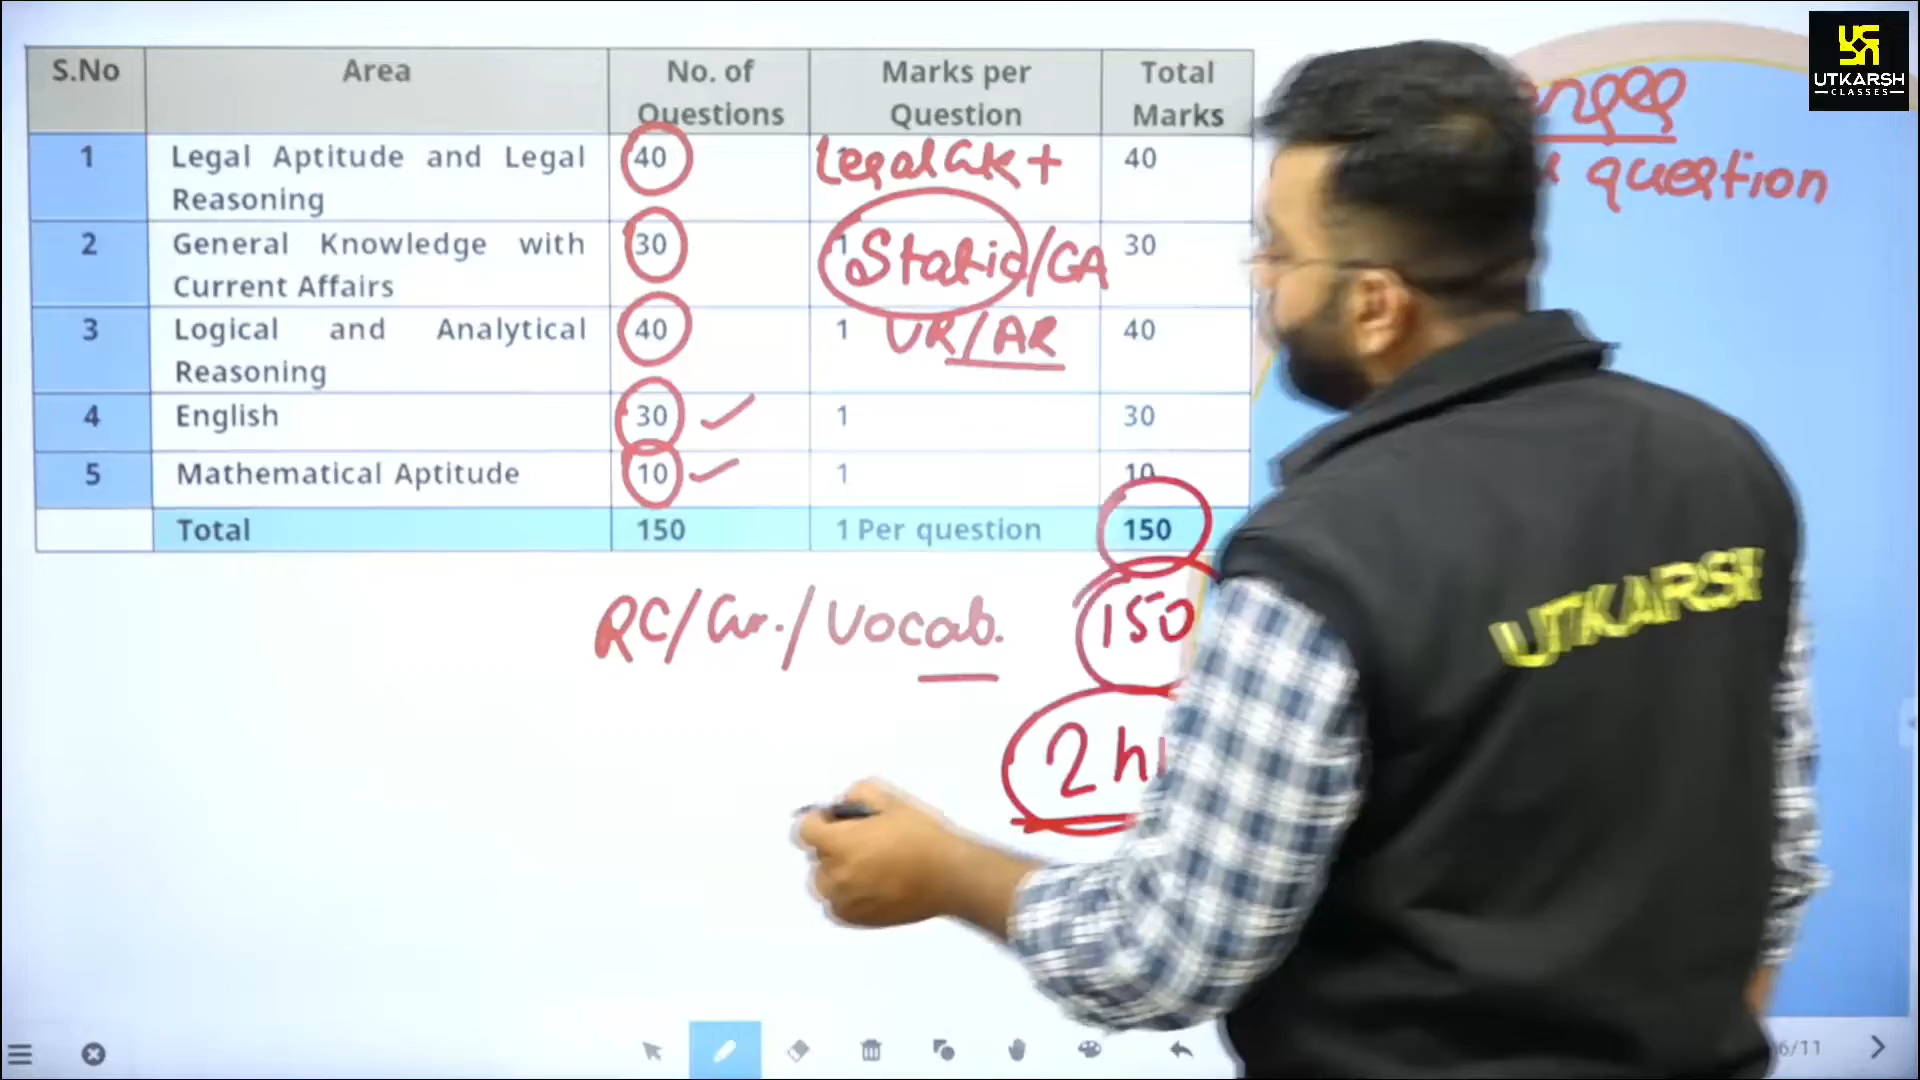 UTKARSH
CLASSES
S.No Area No. of Questions Marks per Question Total Marks
1 Legal Aptitude and Legal Reasoning 40 Legal GK + 40
2 General Knowledge with Current Affairs 30 1 Static/CA 30
3 Logical and Analytical Reasoning 40 1 VR/AR 40
4 English 30 1 30
5 Mathematical Aptitude 10 1 10
Total 150 1 Per question 150
question
RC/Gr./Vocab.
150
2 h
UTKARSH
6/11